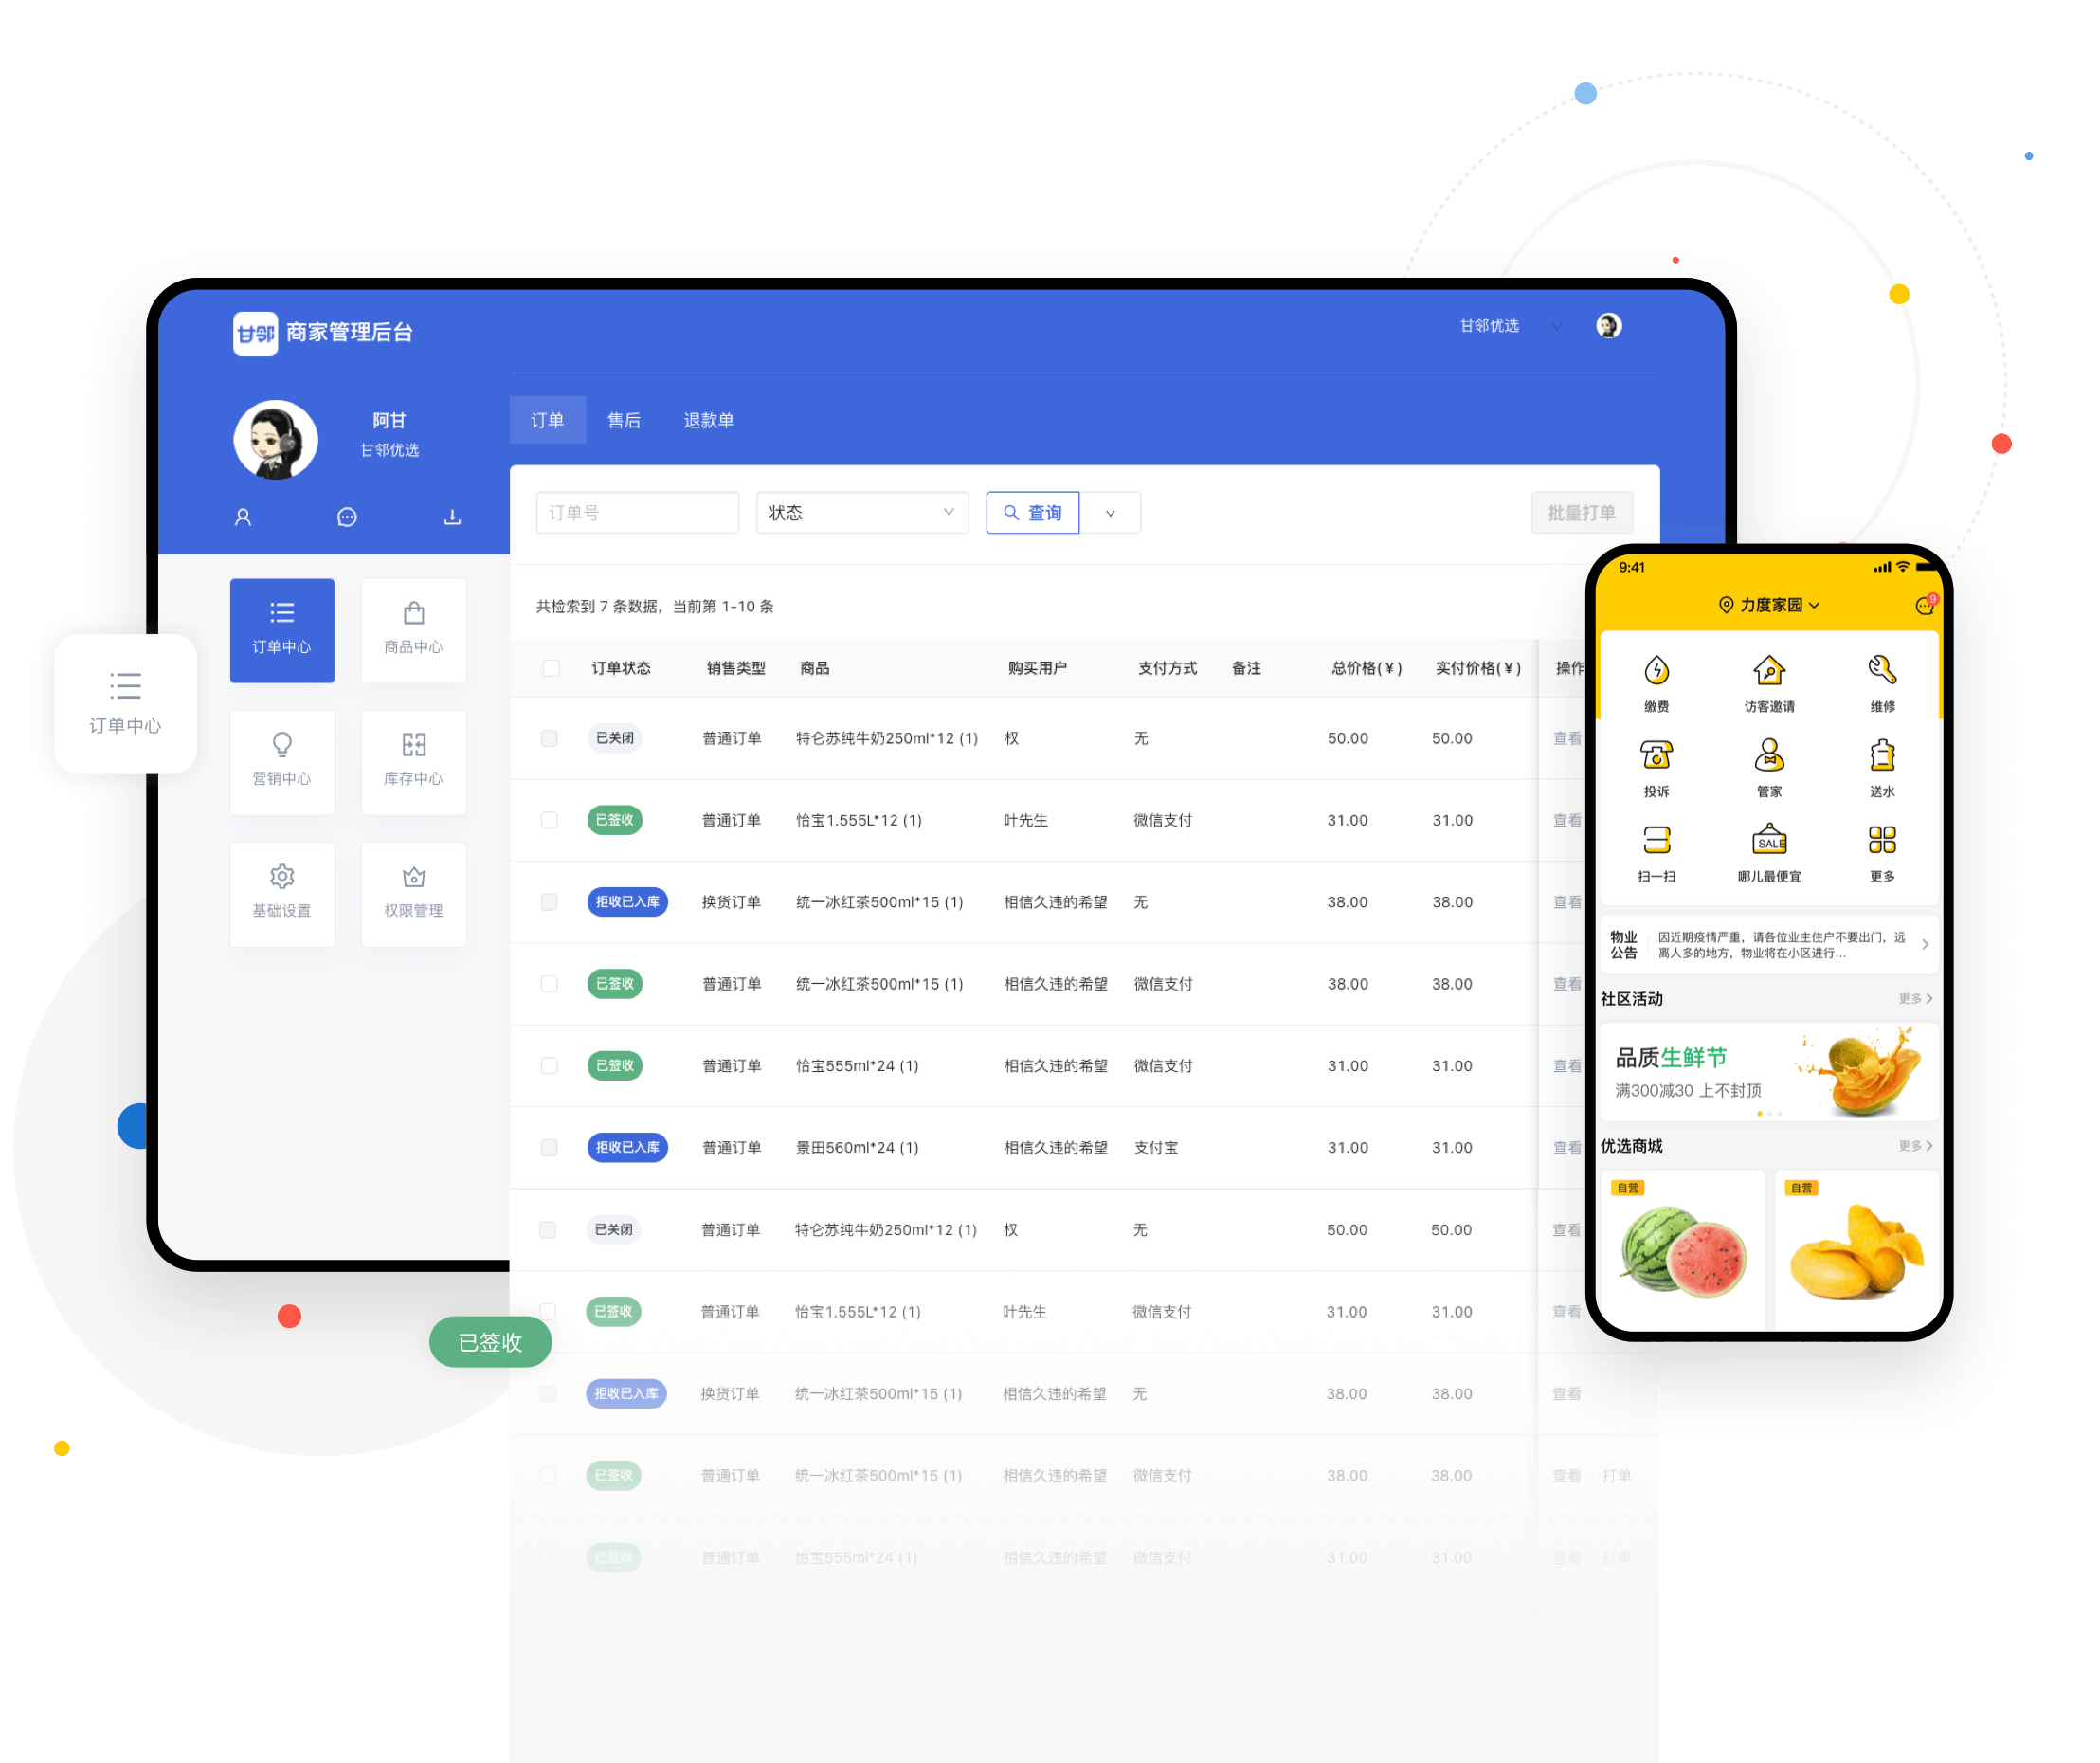 甘邻 商家管理后台
甘邻优选
阿甘
甘邻优选
订单 售后 退款单
订单号 状态 查询 批量打单
共检索到 7 条数据，当前第 1-10 条
订单中心 商品中心
营销中心 库存中心
基础设置 权限管理
订单中心
订单状态 销售类型 商品 购买用户 支付方式 备注 总价格(¥) 实付价格(¥) 操作
已关闭 普通订单 特仑苏纯牛奶250ml*12 (1) 权 无 50.00 50.00 查看
已签收 普通订单 怡宝1.555L*12 (1) 叶先生 微信支付 31.00 31.00 查看
拒收已入库 换货订单 统一冰红茶500ml*15 (1) 相信久违的希望 无 38.00 38.00 查看
已签收 普通订单 统一冰红茶500ml*15 (1) 相信久违的希望 微信支付 38.00 38.00 查看
已签收 普通订单 怡宝555ml*24 (1) 相信久违的希望 微信支付 31.00 31.00 查看
拒收已入库 普通订单 景田560ml*24 (1) 相信久违的希望 支付宝 31.00 31.00 查看
已关闭 普通订单 特仑苏纯牛奶250ml*12 (1) 权 无 50.00 50.00 查看
已签收 普通订单 怡宝1.555L*12 (1) 叶先生 微信支付 31.00 31.00 查看
已签收
拒收已入库 换货订单 统一冰红茶500ml*15 (1) 相信久违的希望 无 38.00 38.00 查看
已签收 普通订单 统一冰红茶500ml*15 (1) 相信久违的希望 微信支付 38.00 38.00 查看 打单
已签收 普通订单 怡宝555ml*24 (1) 相信久违的希望 微信支付 31.00 31.00 查看 打单
9:41
力度家园 9
缴费 访客邀请 维修
投诉 管家 送水
SALE
扫一扫 哪儿最便宜 更多
物业 因近期疫情严重，请各位业主住户不要出门，远
公告 离人多的地方，物业将在小区进行...
社区活动 更多
品质生鲜节
满300减30 上不封顶
优选商城 更多
自营 自营